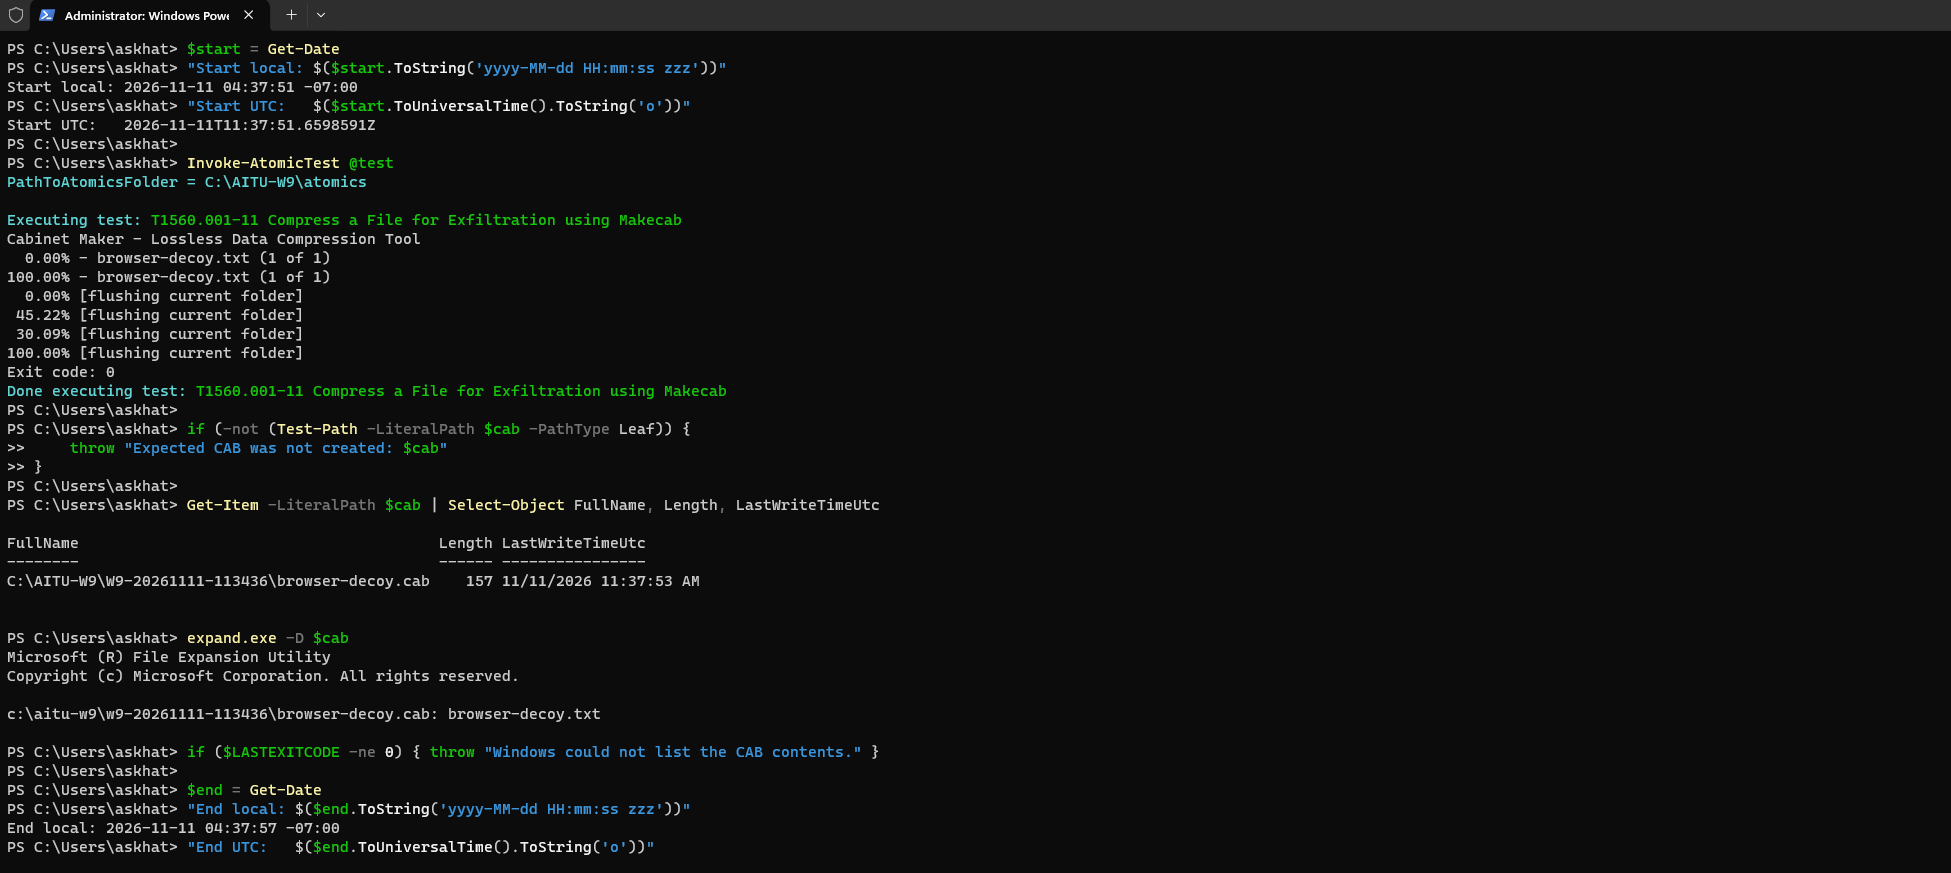 Administrator: Windows Powe
PS C:\Users\askhat> $start = Get-Date
PS C:\Users\askhat> "Start local: $($start.ToString('yyyy-MM-dd HH:mm:ss zzz'))"
Start local: 2026-11-11 04:37:51 -07:00
PS C:\Users\askhat> "Start UTC:   $($start.ToUniversalTime().ToString('o'))"
Start UTC:   2026-11-11T11:37:51.6598591Z
PS C:\Users\askhat>
PS C:\Users\askhat> Invoke-AtomicTest @test
PathToAtomicsFolder = C:\AITU-W9\atomics
Executing test: T1560.001-11 Compress a File for Exfiltration using Makecab
Cabinet Maker - Lossless Data Compression Tool
  0.00% - browser-decoy.txt (1 of 1)
100.00% - browser-decoy.txt (1 of 1)
  0.00% [flushing current folder]
 45.22% [flushing current folder]
 30.09% [flushing current folder]
100.00% [flushing current folder]
Exit code: 0
Done executing test: T1560.001-11 Compress a File for Exfiltration using Makecab
PS C:\Users\askhat>
PS C:\Users\askhat> if (-not (Test-Path -LiteralPath $cab -PathType Leaf)) {
>>     throw "Expected CAB was not created: $cab"
>> }
PS C:\Users\askhat>
PS C:\Users\askhat> Get-Item -LiteralPath $cab | Select-Object FullName, Length, LastWriteTimeUtc
FullName                                        Length LastWriteTimeUtc
--------                                        ------ ----------------
C:\AITU-W9\W9-20261111-113436\browser-decoy.cab    157 11/11/2026 11:37:53 AM
PS C:\Users\askhat> expand.exe -D $cab
Microsoft (R) File Expansion Utility
Copyright (c) Microsoft Corporation. All rights reserved.
c:\aitu-w9\w9-20261111-113436\browser-decoy.cab: browser-decoy.txt
PS C:\Users\askhat> if ($LASTEXITCODE -ne 0) { throw "Windows could not list the CAB contents." }
PS C:\Users\askhat>
PS C:\Users\askhat> $end = Get-Date
PS C:\Users\askhat> "End local: $($end.ToString('yyyy-MM-dd HH:mm:ss zzz'))"
End local: 2026-11-11 04:37:57 -07:00
PS C:\Users\askhat> "End UTC:   $($end.ToUniversalTime().ToString('o'))"